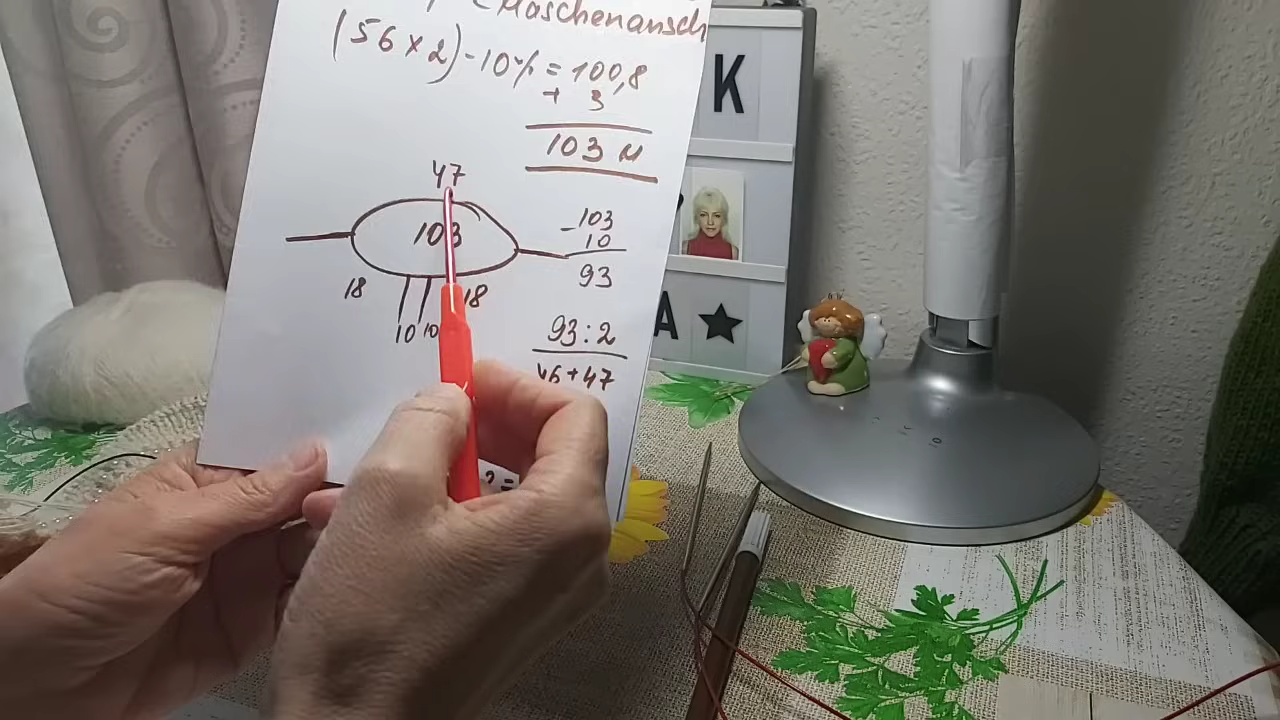 Maschenansch
(56 × 2) - 10% = 100,8
+ 3
103 м
47
103
18
18
10 10
- 103
10
93
93 : 2
46 + 47
K
A ★